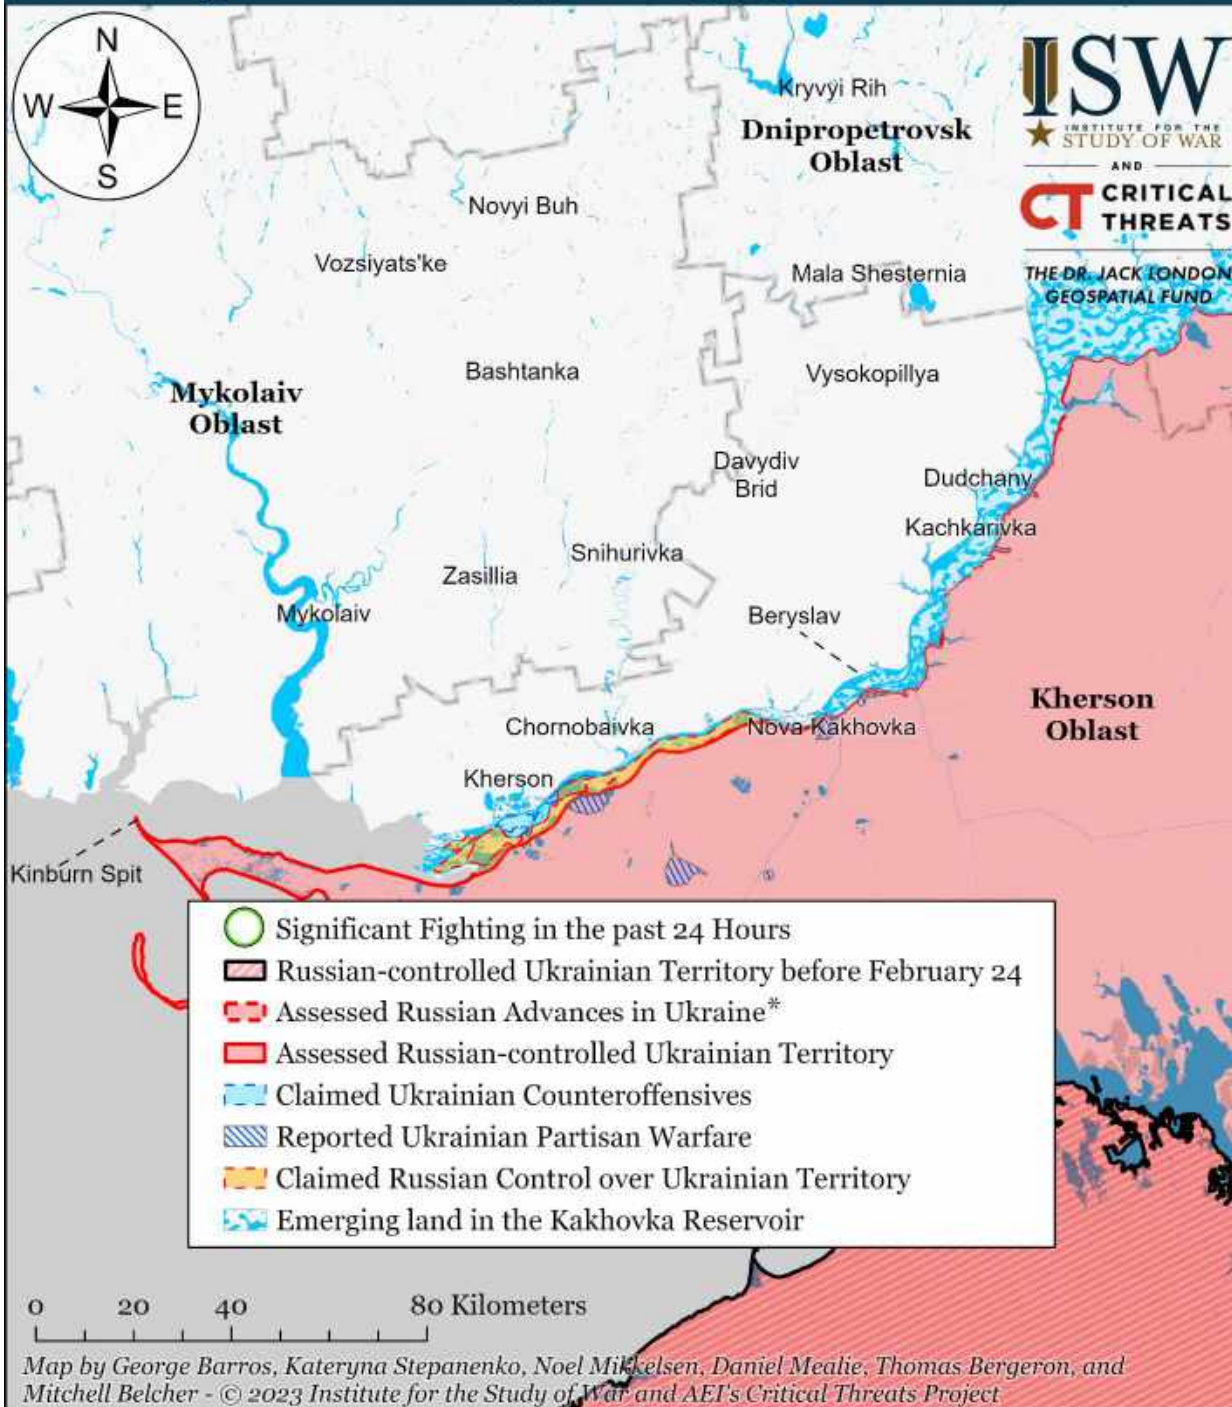 N
W E
S
Kryvyi Rih
Dnipropetrovsk
Oblast
ISW
INSTITUTE FOR THE
STUDY OF WAR
AND
CT CRITICAL
THREATS
THE DR. JACK LONDON
GEOSPATIAL FUND
Novyi Buh
Vozsiyats'ke
Mala Shesternia
Bashtanka
Vysokopillya
Mykolaiv
Oblast
Davydiv
Brid
Dudchany
Kachkarivka
Snihurivka
Zasillia
Mykolaiv
Beryslav
Kherson
Oblast
Chornobaivka
Nova Kakhovka
Kherson
Kinburn Spit
Significant Fighting in the past 24 Hours
Russian-controlled Ukrainian Territory before February 24
Assessed Russian Advances in Ukraine*
Assessed Russian-controlled Ukrainian Territory
Claimed Ukrainian Counteroffensives
Reported Ukrainian Partisan Warfare
Claimed Russian Control over Ukrainian Territory
Emerging land in the Kakhovka Reservoir
0 20 40 80 Kilometers
Map by George Barros, Kateryna Stepanenko, Noel Mikkelsen, Daniel Mealie, Thomas Bergeron, and
Mitchell Belcher - © 2023 Institute for the Study of War and AEI's Critical Threats Project